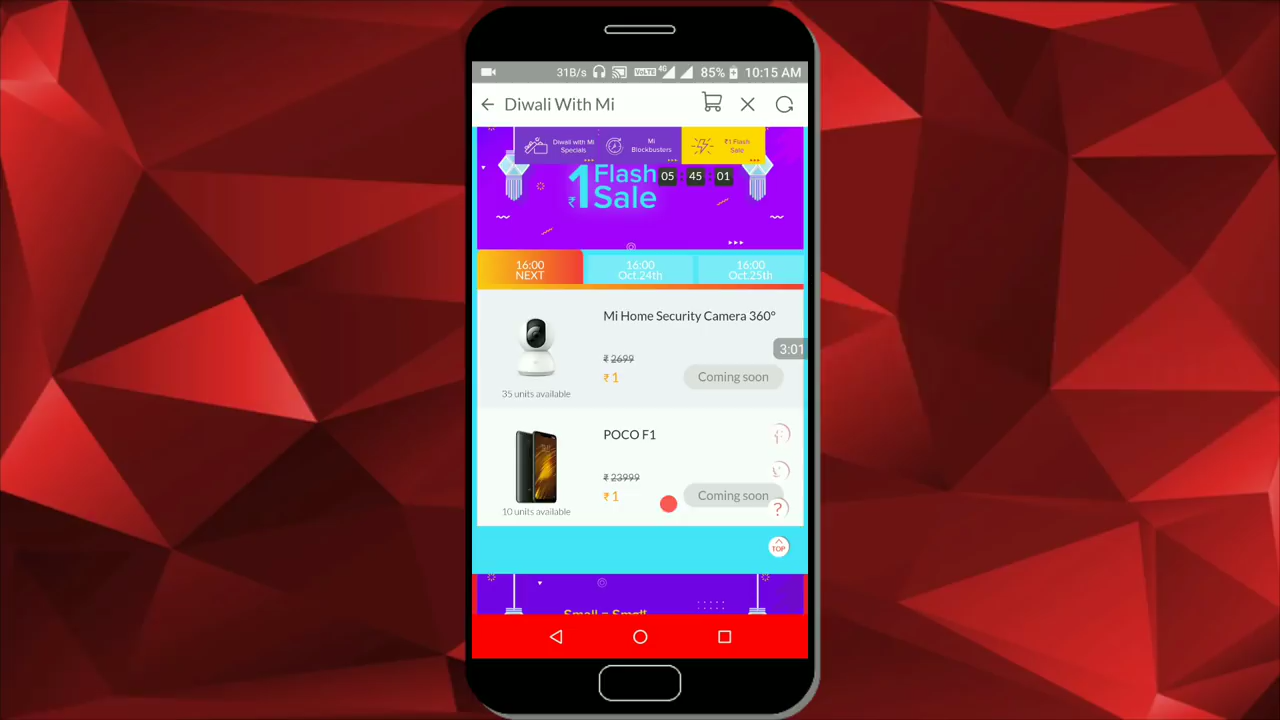 31B/s VoLTE 4G 85% 10:15 AM
Diwali With Mi
Diwali with Mi
Specials
Mi
Blockbusters
₹1 Flash
Sale
₹1 Flash
Sale
05 : 45 : 01
16:00
NEXT
16:00
Oct.24th
16:00
Oct.25th
Mi Home Security Camera 360°
₹ 2699
₹ 1
Coming soon
35 units available
3:01
POCO F1
₹ 23999
₹ 1
Coming soon
10 units available
?
TOP